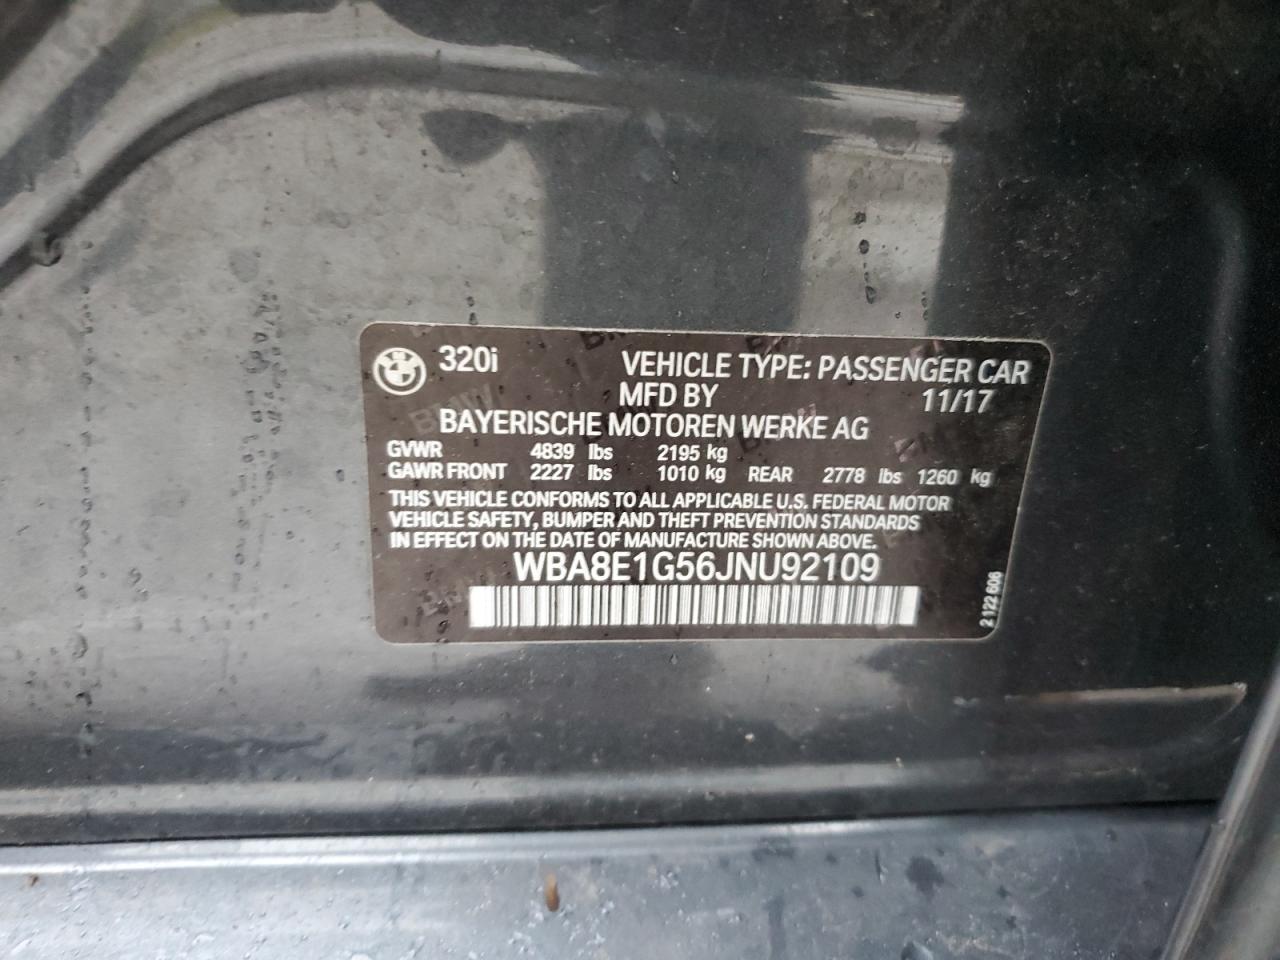 320i VEHICLE TYPE: PASSENGER CAR
MFD BY 11/17
BAYERISCHE MOTOREN WERKE AG
GVWR 4839 lbs 2195 kg
GAWR FRONT 2227 lbs 1010 kg REAR 2778 lbs 1260 kg
THIS VEHICLE CONFORMS TO ALL APPLICABLE U.S. FEDERAL MOTOR
VEHICLE SAFETY, BUMPER AND THEFT PREVENTION STANDARDS
IN EFFECT ON THE DATE OF MANUFACTURE SHOWN ABOVE.
WBA8E1G56JNU92109
2 122 606